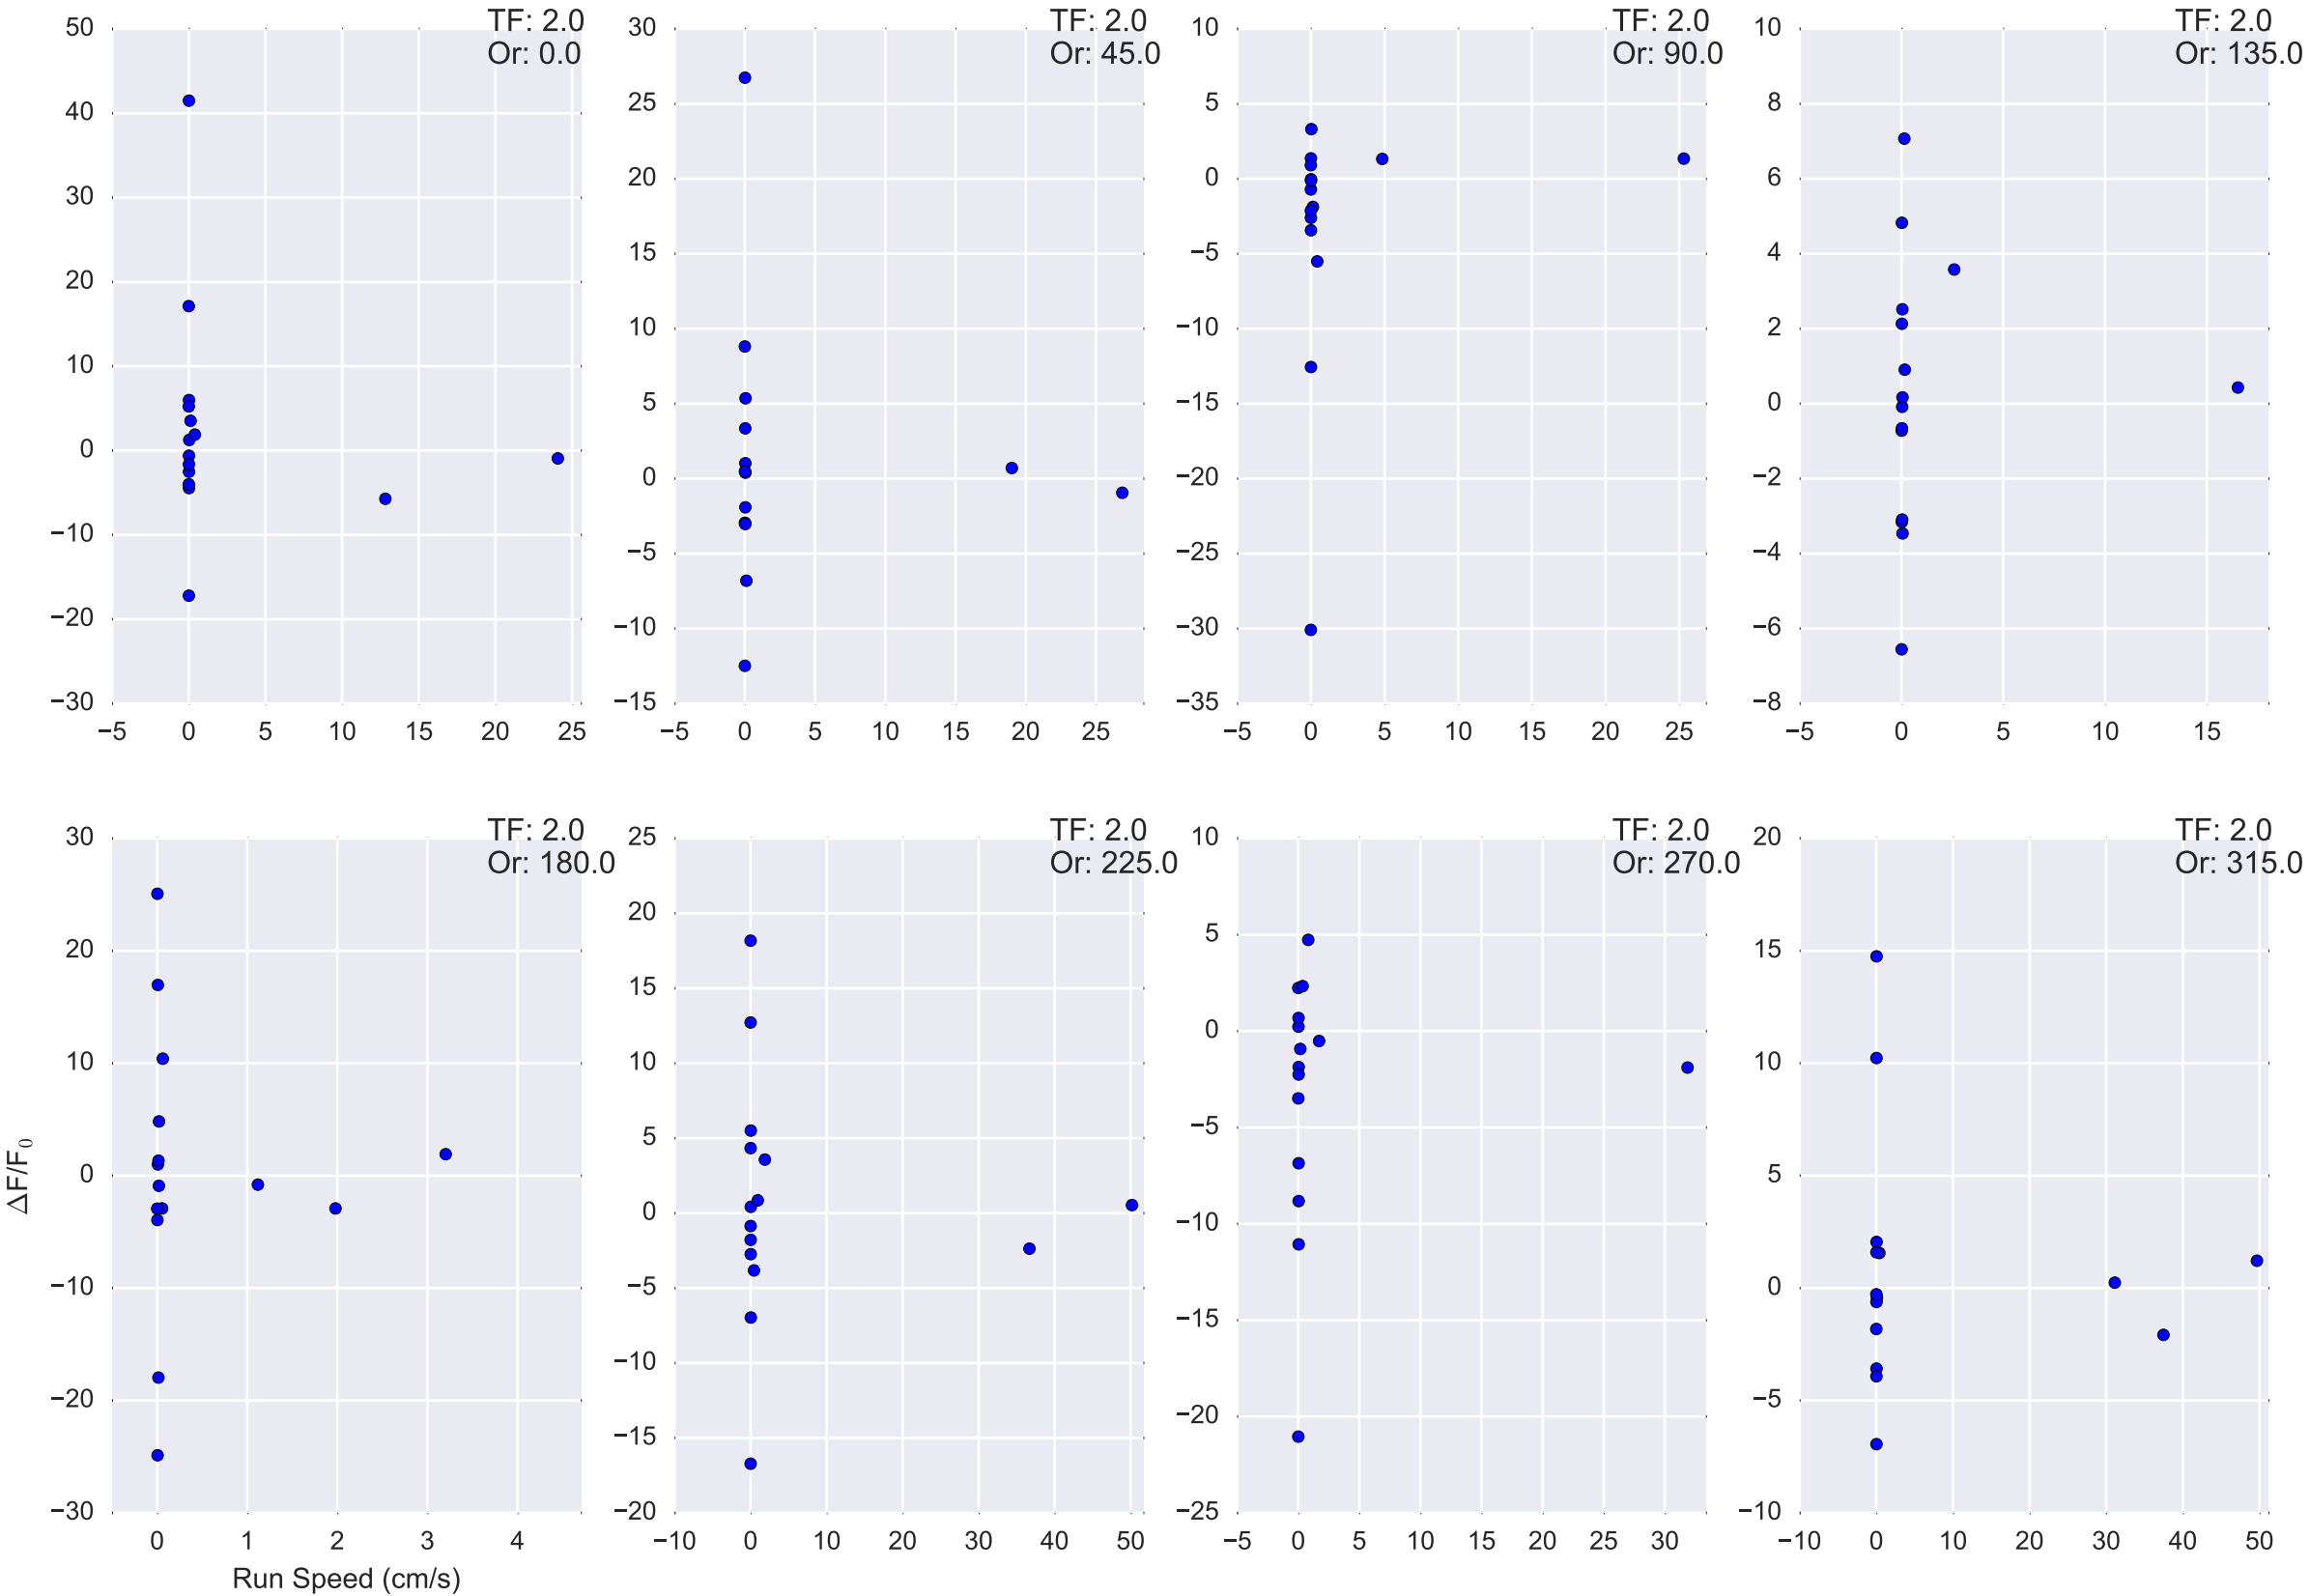 TF: 2.0
Or: 0.0
50
40
30
20
10
0
−10
−20
−30
−5 0 5 10 15 20 25
TF: 2.0
Or: 45.0
30
25
20
15
10
5
0
−5
−10
−15
−5 0 5 10 15 20 25
TF: 2.0
Or: 90.0
10
5
0
−5
−10
−15
−20
−25
−30
−35
−5 0 5 10 15 20 25
TF: 2.0
Or: 135.0
10
8
6
4
2
0
−2
−4
−6
−8
−5 0 5 10 15
TF: 2.0
Or: 180.0
30
20
10
0
−10
−20
−30
0 1 2 3 4
ΔF/F0
Run Speed (cm/s)
TF: 2.0
Or: 225.0
25
20
15
10
5
0
−5
−10
−15
−20
−10 0 10 20 30 40 50
TF: 2.0
Or: 270.0
10
5
0
−5
−10
−15
−20
−25
−5 0 5 10 15 20 25 30
TF: 2.0
Or: 315.0
20
15
10
5
0
−5
−10
−10 0 10 20 30 40 50